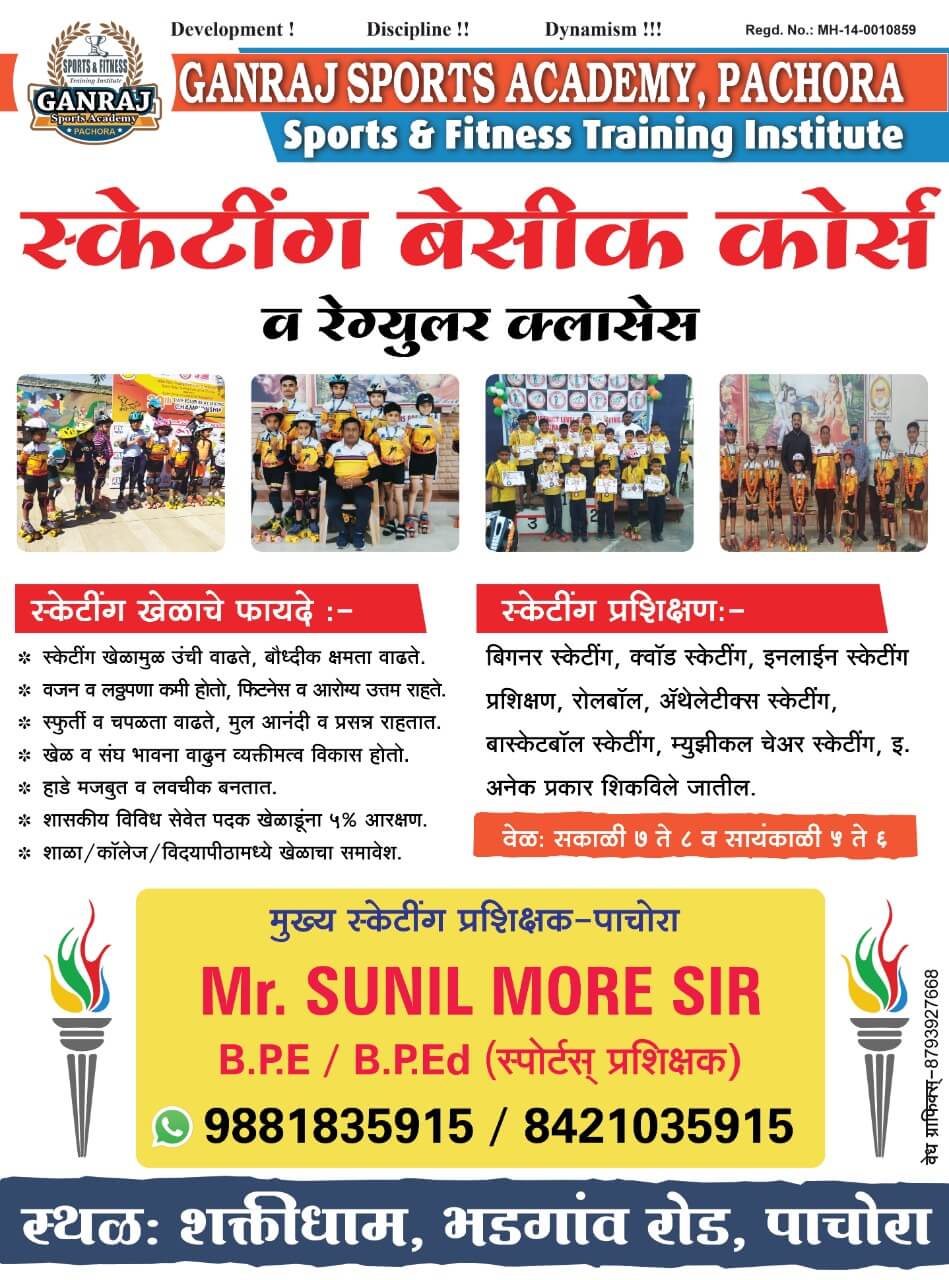 Development !
Discipline !!
Dynamism !!!
Regd. No.: MH-14-0010859
SPORTS & FITNESS
Training Institute
GANRAJ
Sports Academy
PACHORA
GANRAJ SPORTS ACADEMY, PACHORA
Sports & Fitness Training Institute
स्केटींग बेसीक कोर्स
व रेग्युलर क्लासेस
CHAMPIONSHIP
3
2
स्केटींग खेळाचे फायदे :-
* स्केटींग खेळामुळ उंची वाढते, बौध्दीक क्षमता वाढते.
* वजन व लठ्ठपणा कमी होतो, फिटनेस व आरोग्य उत्तम राहते.
* स्फुर्ती व चपळता वाढते, मुल आनंदी व प्रसन्न राहतात.
* खेळ व संघ भावना वाढुन व्यक्तीमत्व विकास होतो.
* हाडे मजबुत व लवचीक बनतात.
* शासकीय विविध सेवेत पदक खेळाडूंना ५% आरक्षण.
* शाळा/कॉलेज/विदयापीठामध्ये खेळाचा समावेश.
स्केटींग प्रशिक्षण:-
बिगनर स्केटींग, क्वॉड स्केटींग, इनलाईन स्केटींग
प्रशिक्षण, रोलबॉल, ॲथेलेटीक्स स्केटींग,
बास्केटबॉल स्केटींग, म्युझीकल चेअर स्केटींग, इ.
अनेक प्रकार शिकविले जातील.
वेळ: सकाळी ७ ते ८ व सायंकाळी ५ ते ६
मुख्य स्केटींग प्रशिक्षक-पाचोरा
Mr. SUNIL MORE SIR
B.P.E / B.P.Ed (स्पोर्टस् प्रशिक्षक)
9881835915 / 8421035915
वेध ग्राफिक्स्-8793927668
स्थळ: शक्तीधाम, भडगांव रोड, पाचोरा